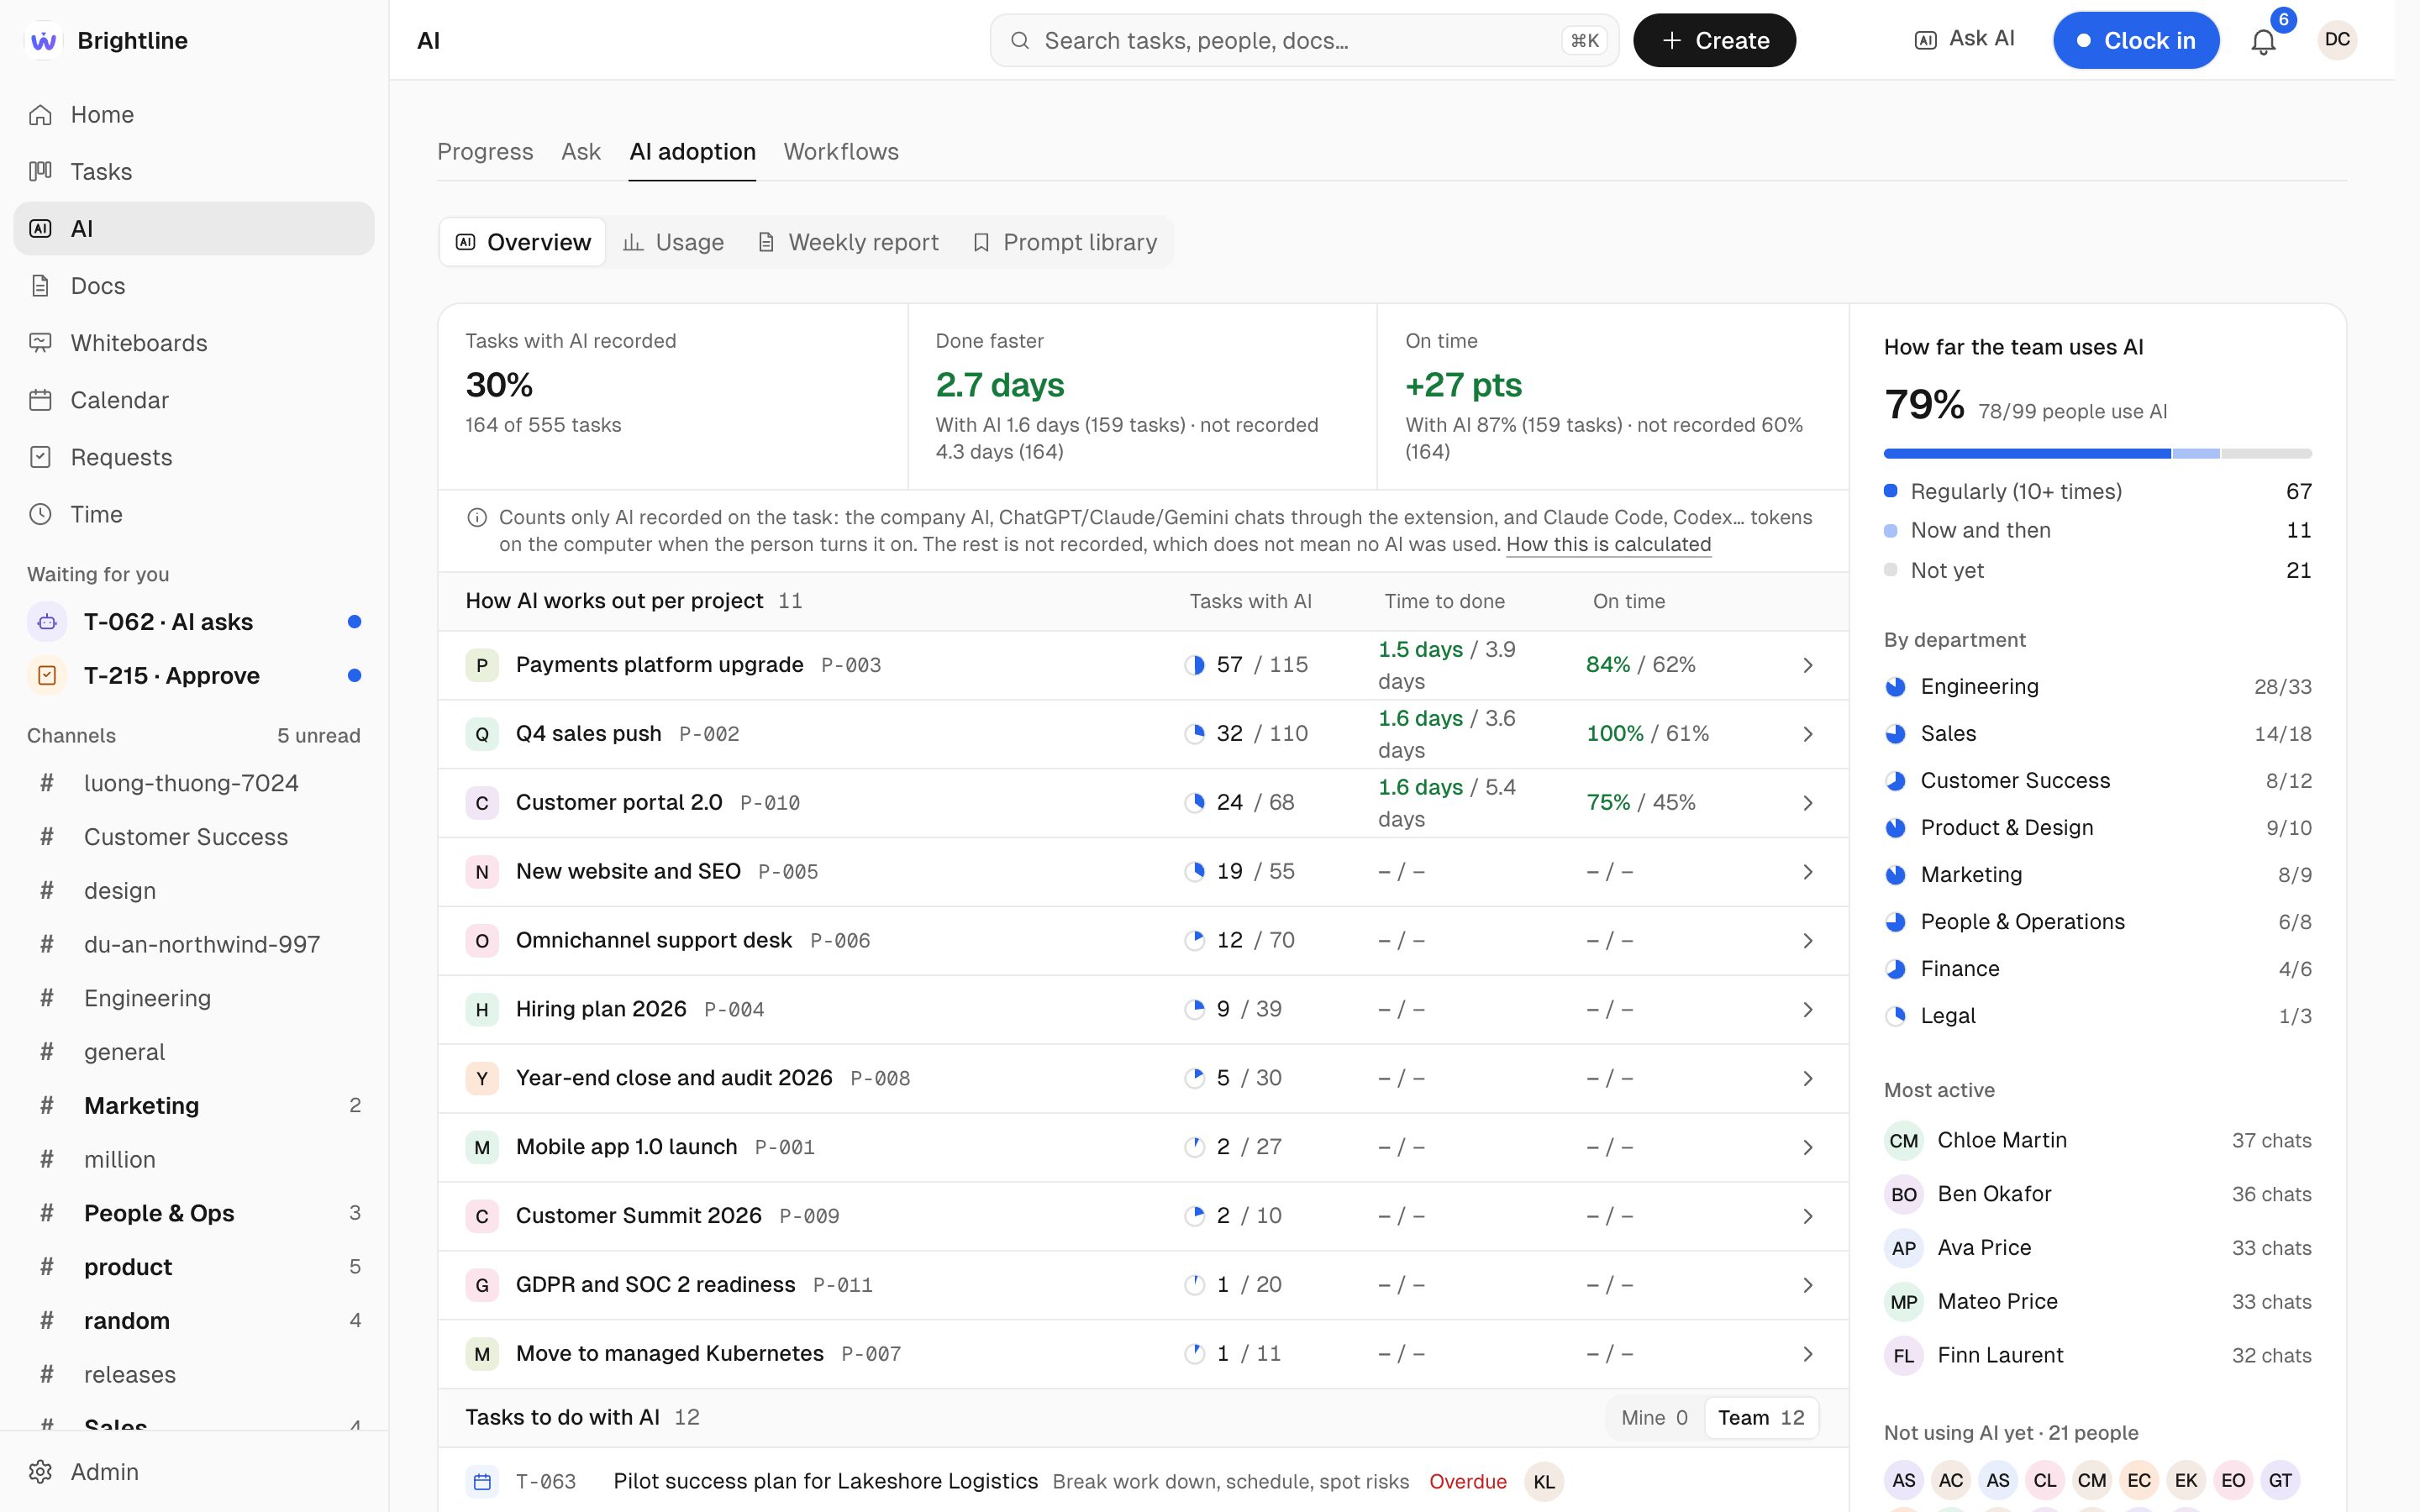 Brightline
Home
Tasks
AI
Docs
Whiteboards
Calendar
Requests
Time
Waiting for you
T-062 · AI asks
T-215 · Approve
Channels 5 unread
# luong-thuong-7024
# Customer Success
# design
# du-an-northwind-997
# Engineering
# general
# Marketing 2
# million
# People & Ops 3
# product 5
# random 4
# releases
# Sales 4
Admin
AI
Search tasks, people, docs... ⌘K
+ Create
Ask AI
Clock in
6
DC
Progress Ask AI adoption Workflows
Overview Usage Weekly report Prompt library
Tasks with AI recorded
30%
164 of 555 tasks
Done faster
2.7 days
With AI 1.6 days (159 tasks) · not recorded
4.3 days (164)
On time
+27 pts
With AI 87% (159 tasks) · not recorded 60%
(164)
Counts only AI recorded on the task: the company AI, ChatGPT/Claude/Gemini chats through the extension, and Claude Code, Codex... tokens
on the computer when the person turns it on. The rest is not recorded, which does not mean no AI was used. How this is calculated
How AI works out per project 11 Tasks with AI Time to done On time
P Payments platform upgrade P-003 57 / 115 1.5 days / 3.9 days 84% / 62%
Q Q4 sales push P-002 32 / 110 1.6 days / 3.6 days 100% / 61%
C Customer portal 2.0 P-010 24 / 68 1.6 days / 5.4 days 75% / 45%
N New website and SEO P-005 19 / 55 – / – – / –
O Omnichannel support desk P-006 12 / 70 – / – – / –
H Hiring plan 2026 P-004 9 / 39 – / – – / –
Y Year-end close and audit 2026 P-008 5 / 30 – / – – / –
M Mobile app 1.0 launch P-001 2 / 27 – / – – / –
C Customer Summit 2026 P-009 2 / 10 – / – – / –
G GDPR and SOC 2 readiness P-011 1 / 20 – / – – / –
M Move to managed Kubernetes P-007 1 / 11 – / – – / –
Tasks to do with AI 12 Mine 0 Team 12
T-063 Pilot success plan for Lakeshore Logistics Break work down, schedule, spot risks Overdue KL
How far the team uses AI
79% 78/99 people use AI
Regularly (10+ times) 67
Now and then 11
Not yet 21
By department
Engineering 28/33
Sales 14/18
Customer Success 8/12
Product & Design 9/10
Marketing 8/9
People & Operations 6/8
Finance 4/6
Legal 1/3
Most active
CM Chloe Martin 37 chats
BO Ben Okafor 36 chats
AP Ava Price 33 chats
MP Mateo Price 33 chats
FL Finn Laurent 32 chats
Not using AI yet · 21 people
AS AC AS CL CM EC EK EO GT